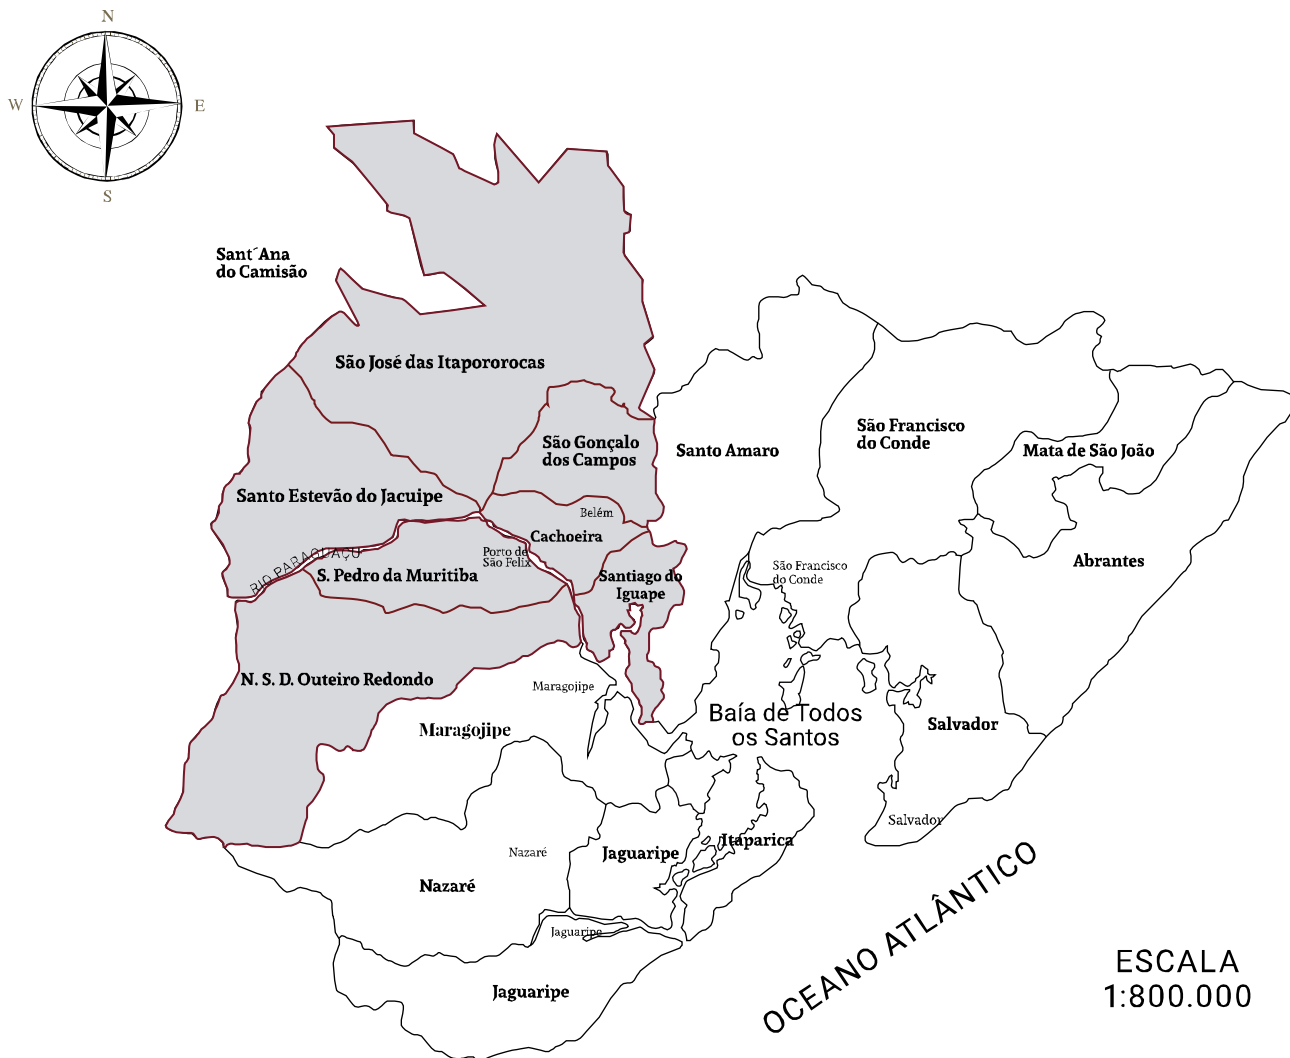 N
W
E
S
Sant´Ana
do Camisão
São José das Itapororocas
São Gonçalo
dos Campos
Santo Amaro
São Francisco
do Conde
Mata de São João
Santo Estevão do Jacuipe
Belém
Cachoeira
RIO PARAGUAÇU
Porto de
São Felix
S. Pedro da Muritiba
Santiago do
Iguape
São Francisco
do Conde
Abrantes
N. S. D. Outeiro Redondo
Maragojipe
Maragojipe
Baía de Todos
os Santos
Salvador
Salvador
Itaparica
Nazaré
Jaguaripe
Nazaré
Jaguaripe
Jaguaripe
OCEANO ATLÂNTICO
ESCALA
1:800.000